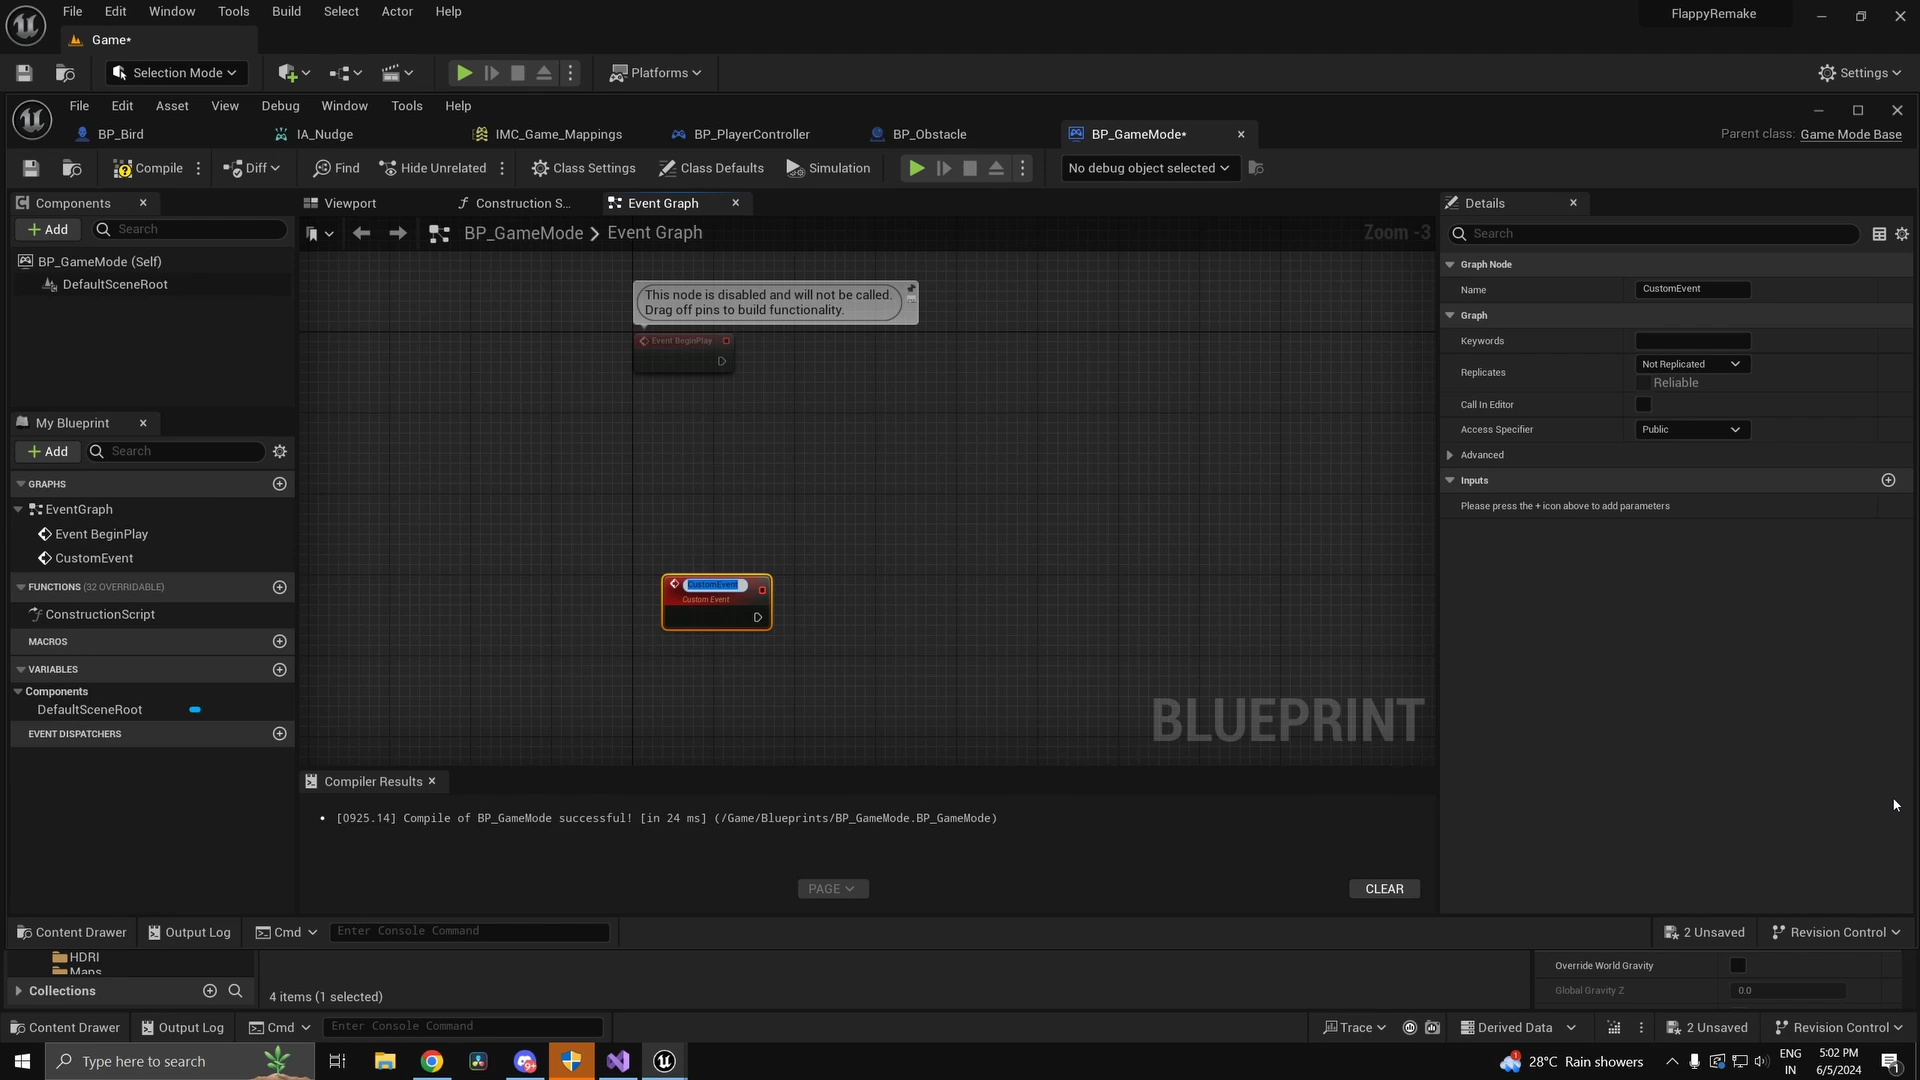 File Edit Window Tools Build Select Actor Help
FlappyRemake
Game*
Selection Mode
Platforms
Settings
File Edit Asset View Debug Window Tools Help
BP_Bird IA_Nudge IMC_Game_Mappings BP_PlayerController BP_Obstacle BP_GameMode*
Parent class: Game Mode Base
Compile Diff Find Hide Unrelated Class Settings Class Defaults Simulation No debug object selected
Components
Add
Search
BP_GameMode (Self)
DefaultSceneRoot
My Blueprint
Add
Search
GRAPHS
EventGraph
Event BeginPlay
CustomEvent
FUNCTIONS (32 OVERRIDABLE)
ConstructionScript
MACROS
VARIABLES
Components
DefaultSceneRoot
EVENT DISPATCHERS
Viewport Construction S... Event Graph
BP_GameMode > Event Graph
Zoom -3
This node is disabled and will not be called.
Drag off pins to build functionality.
Event BeginPlay
CustomEvent
Custom Event
BLUEPRINT
Compiler Results
[0925.14] Compile of BP_GameMode successful! [in 24 ms] (/Game/Blueprints/BP_GameMode.BP_GameMode)
PAGE
CLEAR
Details
Search
Graph Node
Name CustomEvent
Graph
Keywords
Replicates Not Replicated
Reliable
Call In Editor
Access Specifier Public
Advanced
Inputs
Please press the + icon above to add parameters
Content Drawer Output Log Cmd Enter Console Command
2 Unsaved Revision Control
HDRI
Maps
Collections
4 items (1 selected)
Override World Gravity
Global Gravity Z 0.0
Content Drawer Output Log Cmd Enter Console Command
Trace Derived Data 2 Unsaved Revision Control
Type here to search
28°C Rain showers
ENG
IN
5:02 PM
6/5/2024